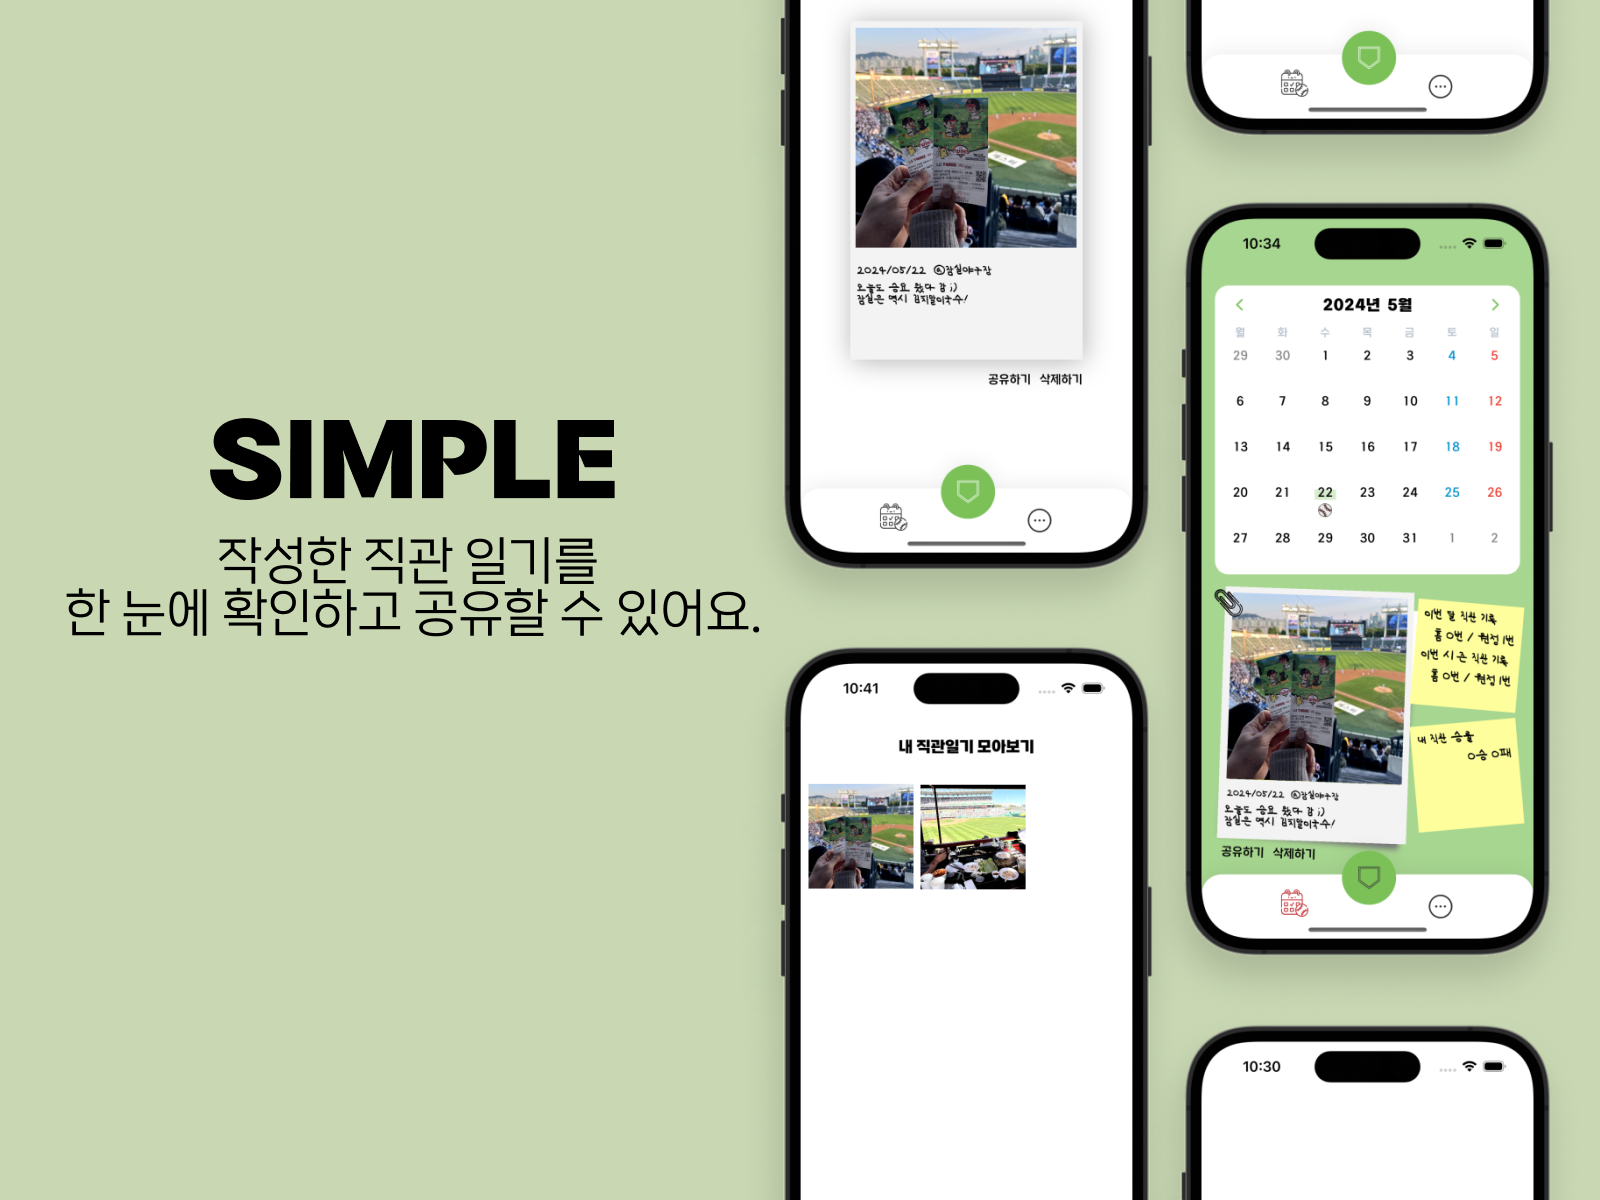 SIMPLE
작성한 직관 일기를
한 눈에 확인하고 공유할 수 있어요.
2024/05/22 @잠실야구장
오늘도 승요 됐다 감 ;)
잠실은 역시 김치말이국수!
공유하기 삭제하기
10:41
내 직관일기 모아보기
10:34
2024년 5월
월 화 수 목 금 토 일
29 30 1 2 3 4 5
6 7 8 9 10 11 12
13 14 15 16 17 18 19
20 21 22 23 24 25 26
27 28 29 30 31 1 2
이번 달 직관 기록
홈 0번 / 원정 1번
이번 시즌 직관 기록
홈 0번 / 원정 1번
내 직관 승률
0승 0패
2024/05/22 @잠실야구장
오늘도 승요 됐다 감 ;)
잠실은 역시 김치말이국수!
공유하기 삭제하기
10:30